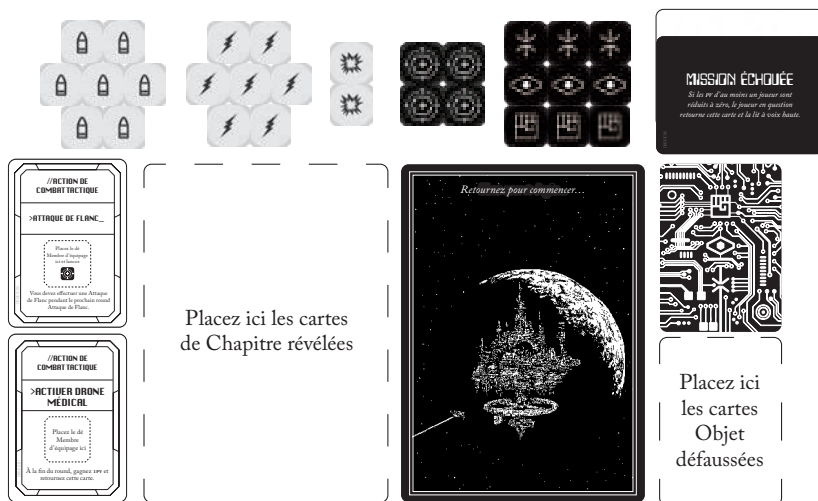 MISSION ÉCHOUÉE
Si les PV d'au moins un joueur sont
réduits à zéro, le joueur en question
retourne cette carte et la lit à voix haute.
//ACTION DE
COMBAT TACTIQUE
>ATTAQUE DE FLANC_
Placez le dé
Membre d'équipage
ici et lancez
Vous devez effectuer une Attaque
de Flanc pendant le prochain round
Attaque de Flanc.
//ACTION DE
COMBAT TACTIQUE
>ACTIVER DRONE
MÉDICAL
Placez le dé
Membre
d'équipage ici
À la fin du round, gagnez 1PV et
retournez cette carte.
Placez ici les cartes
de Chapitre révélées
Retournez pour commencer…
Placez ici
les cartes
Objet
défaussées